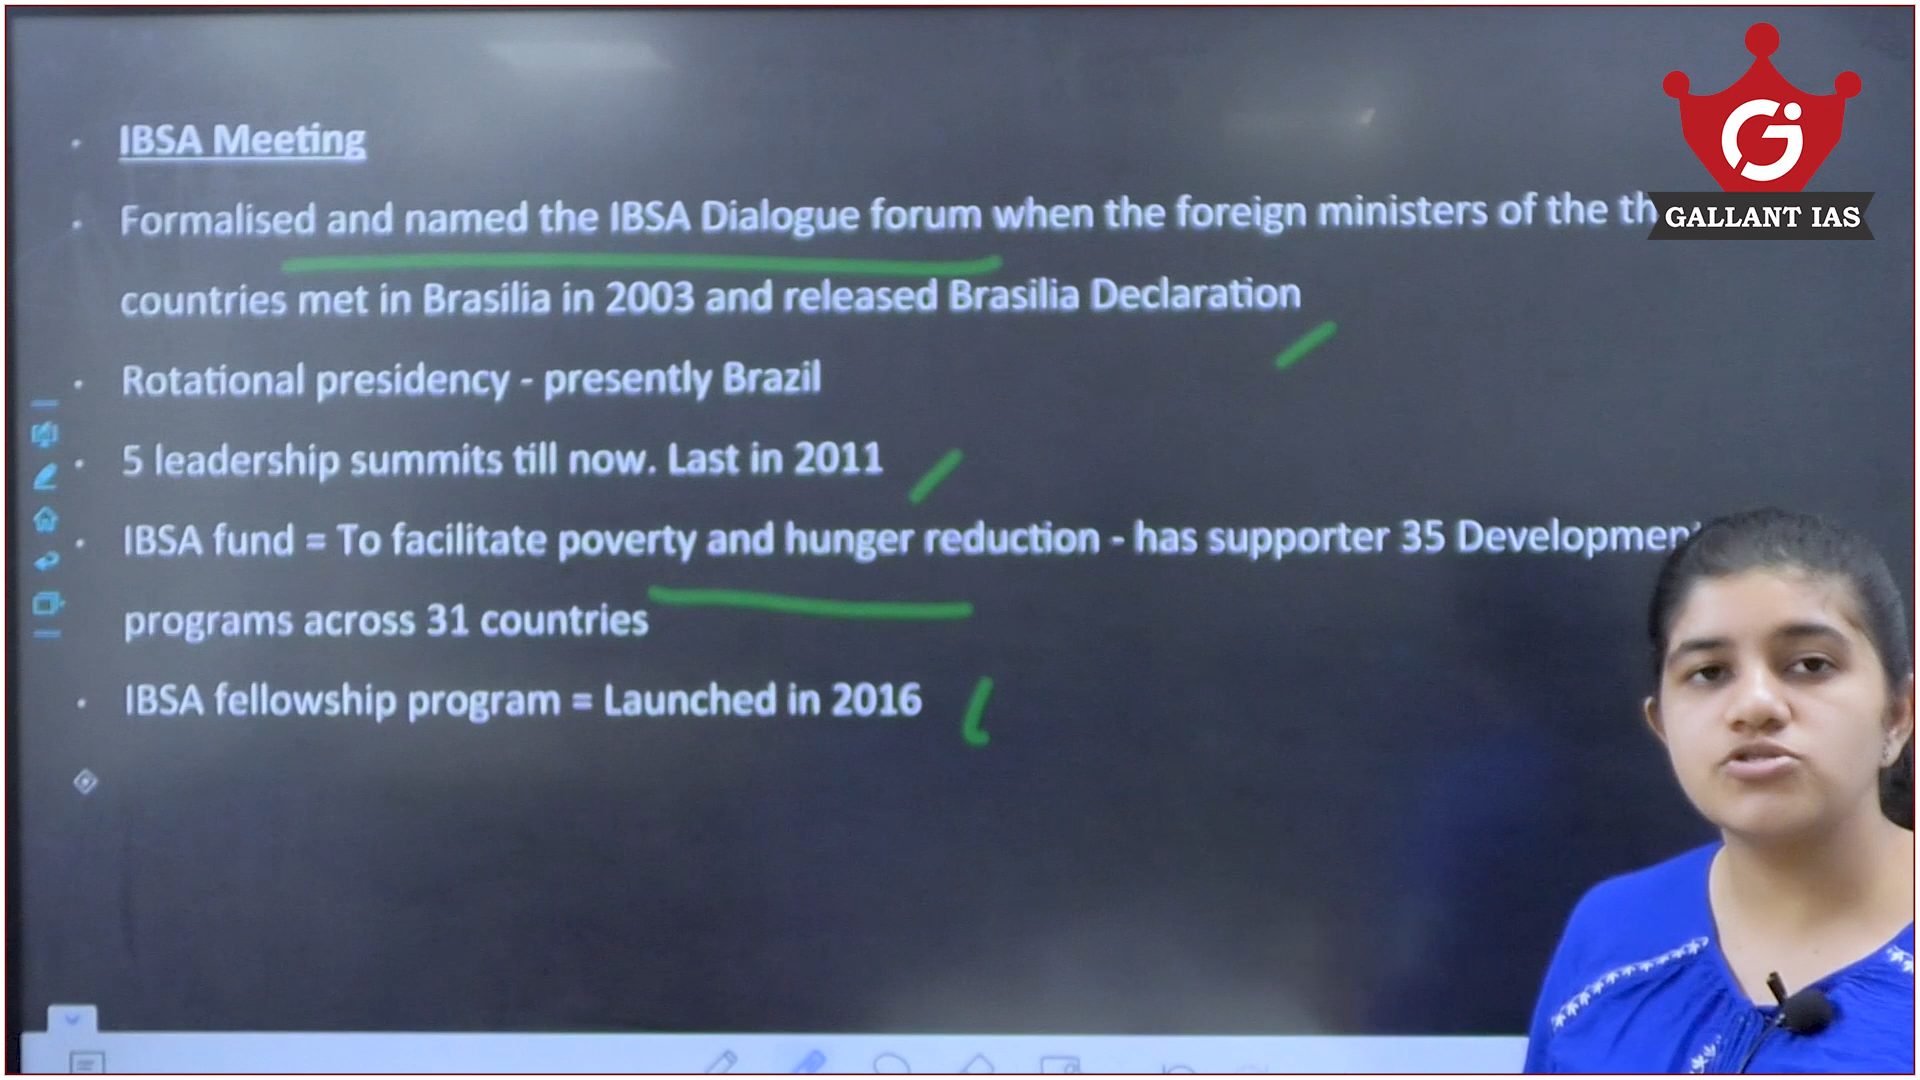 IBSA Meeting
Formalised and named the IBSA Dialogue forum when the foreign ministers of the th
countries met in Brasilia in 2003 and released Brasilia Declaration
Rotational presidency - presently Brazil
5 leadership summits till now. Last in 2011
IBSA fund = To facilitate poverty and hunger reduction - has supporter 35 Development
programs across 31 countries
IBSA fellowship program = Launched in 2016
GALLANT IAS